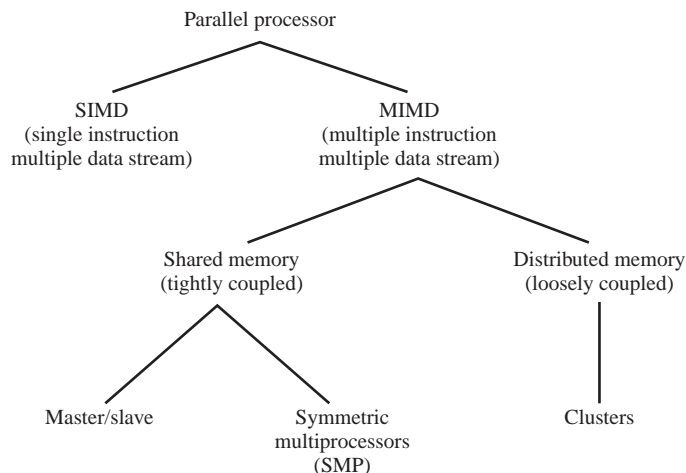 Parallel processor
SIMD
(single instruction
multiple data stream)
MIMD
(multiple instruction
multiple data stream)
Shared memory
(tightly coupled)
Distributed memory
(loosely coupled)
Master/slave
Symmetric
multiprocessors
(SMP)
Clusters